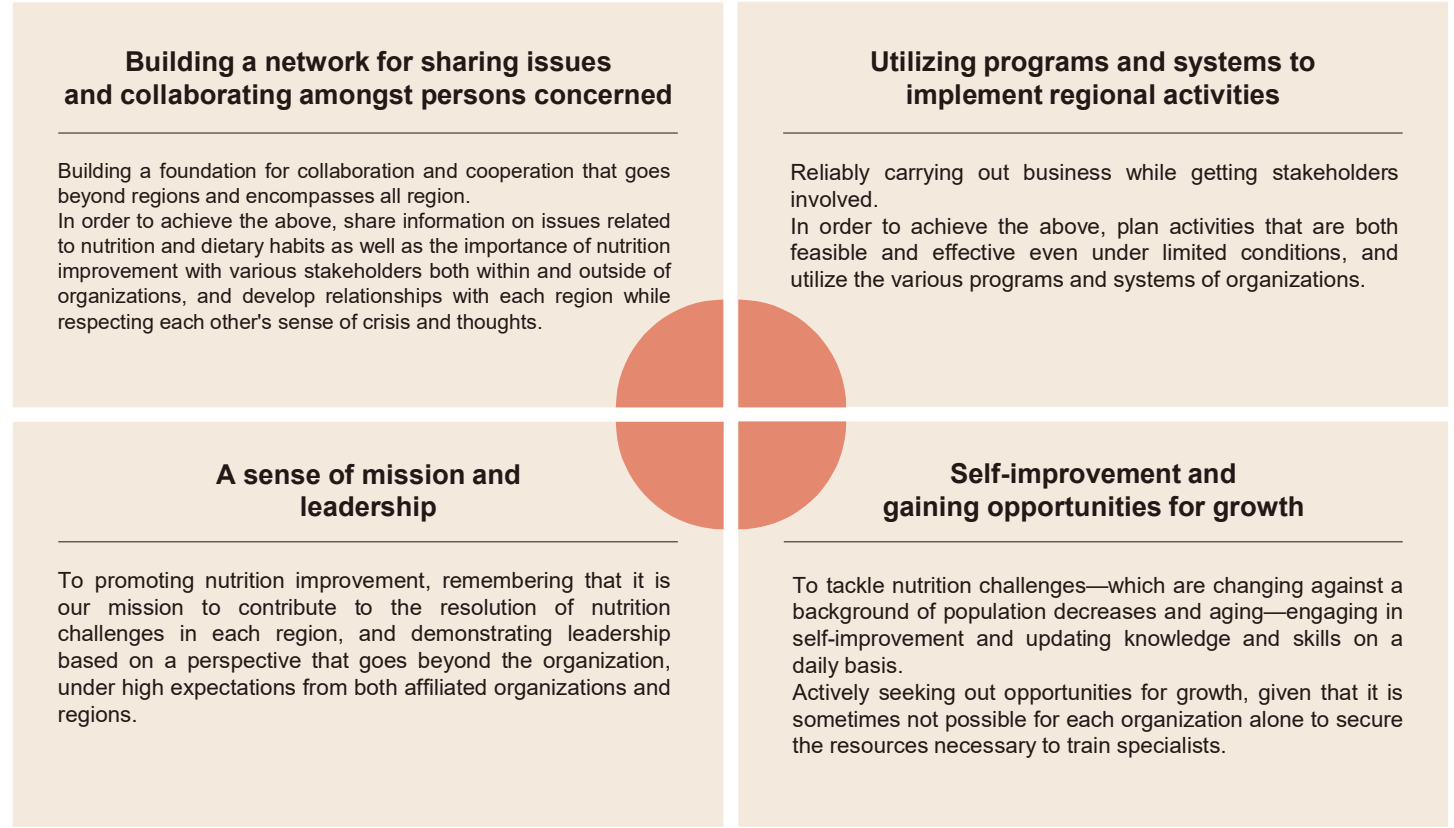 Building a network for sharing issues
and collaborating amongst persons concerned
Building a foundation for collaboration and cooperation that goes
beyond regions and encompasses all region.
In order to achieve the above, share information on issues related
to nutrition and dietary habits as well as the importance of nutrition
improvement with various stakeholders both within and outside of
organizations, and develop relationships with each region while
respecting each other's sense of crisis and thoughts.
Utilizing programs and systems to
implement regional activities
Reliably carrying out business while getting stakeholders
involved.
In order to achieve the above, plan activities that are both
feasible and effective even under limited conditions, and
utilize the various programs and systems of organizations.
A sense of mission and
leadership
To promoting nutrition improvement, remembering that it is
our mission to contribute to the resolution of nutrition
challenges in each region, and demonstrating leadership
based on a perspective that goes beyond the organization,
under high expectations from both affiliated organizations and
regions.
Self-improvement and
gaining opportunities for growth
To tackle nutrition challenges—which are changing against a
background of population decreases and aging—engaging in
self-improvement and updating knowledge and skills on a
daily basis.
Actively seeking out opportunities for growth, given that it is
sometimes not possible for each organization alone to secure
the resources necessary to train specialists.